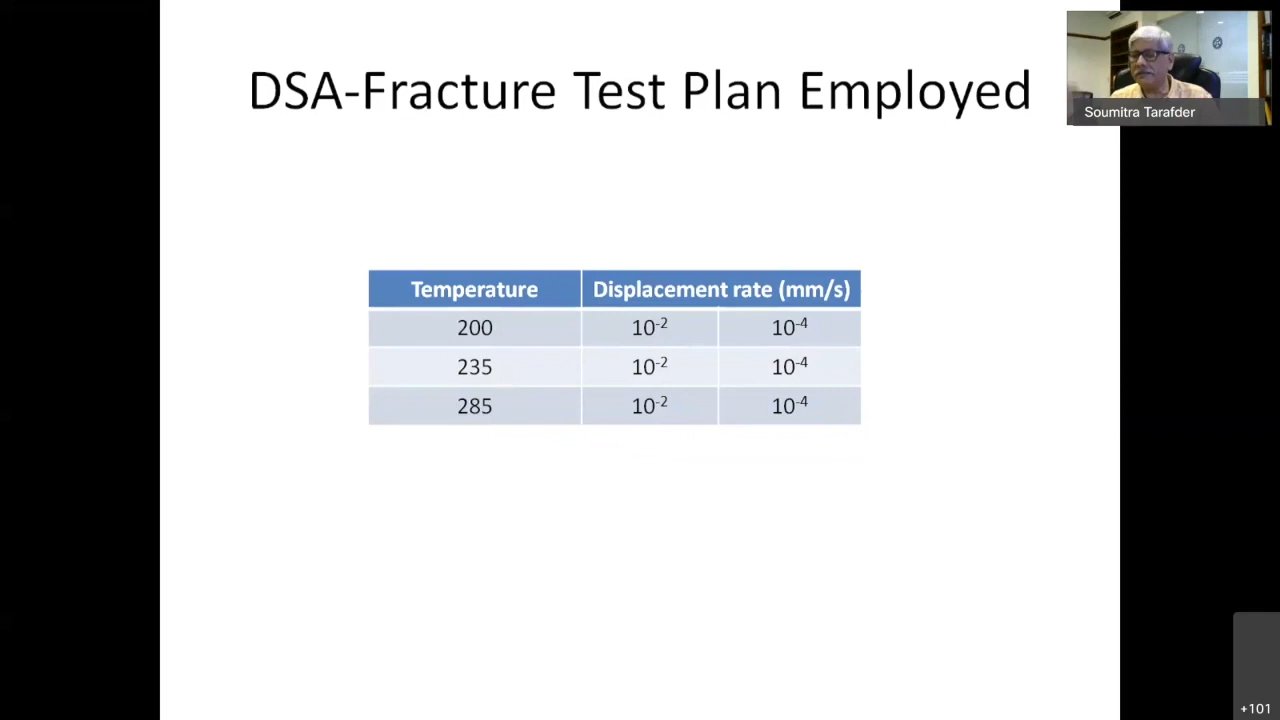 DSA-Fracture Test Plan Employed
Soumitra Tarafder
Temperature Displacement rate (mm/s)
200 10⁻² 10⁻⁴
235 10⁻² 10⁻⁴
285 10⁻² 10⁻⁴
+101